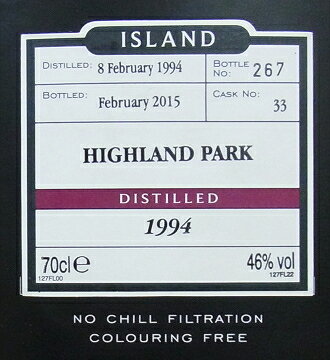 ISLAND
DISTILLED: 8 February 1994 BOTTLE NO: 267
BOTTLED: February 2015 CASK NO: 33
HIGHLAND PARK
DISTILLED
1994
70cl e 46% vol
127FL00 127FL22
NO CHILL FILTRATION
COLOURING FREE